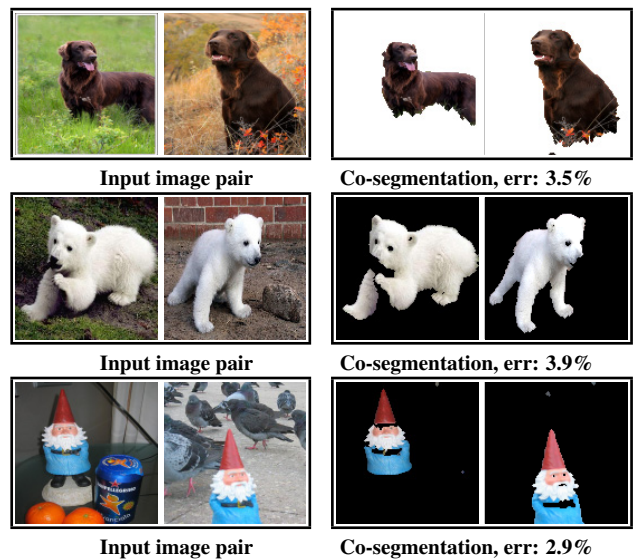 Input image pair Co-segmentation, err: 3.5%
Input image pair Co-segmentation, err: 3.9%
Input image pair Co-segmentation, err: 2.9%